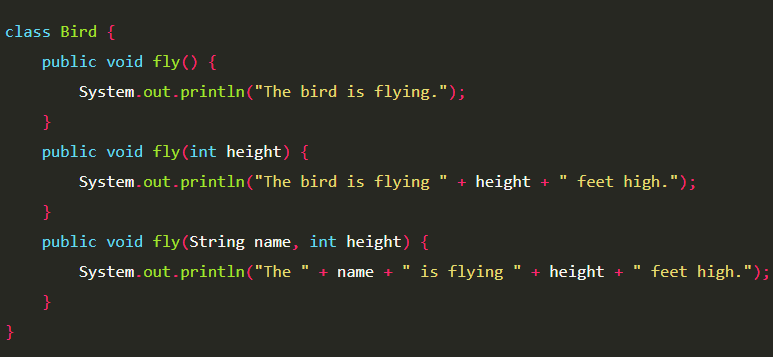 class Bird {
    public void fly() {
        System.out.println("The bird is flying.");
    }
    public void fly(int height) {
        System.out.println("The bird is flying " + height + " feet high.");
    }
    public void fly(String name, int height) {
        System.out.println("The " + name + " is flying " + height + " feet high.");
    }
}